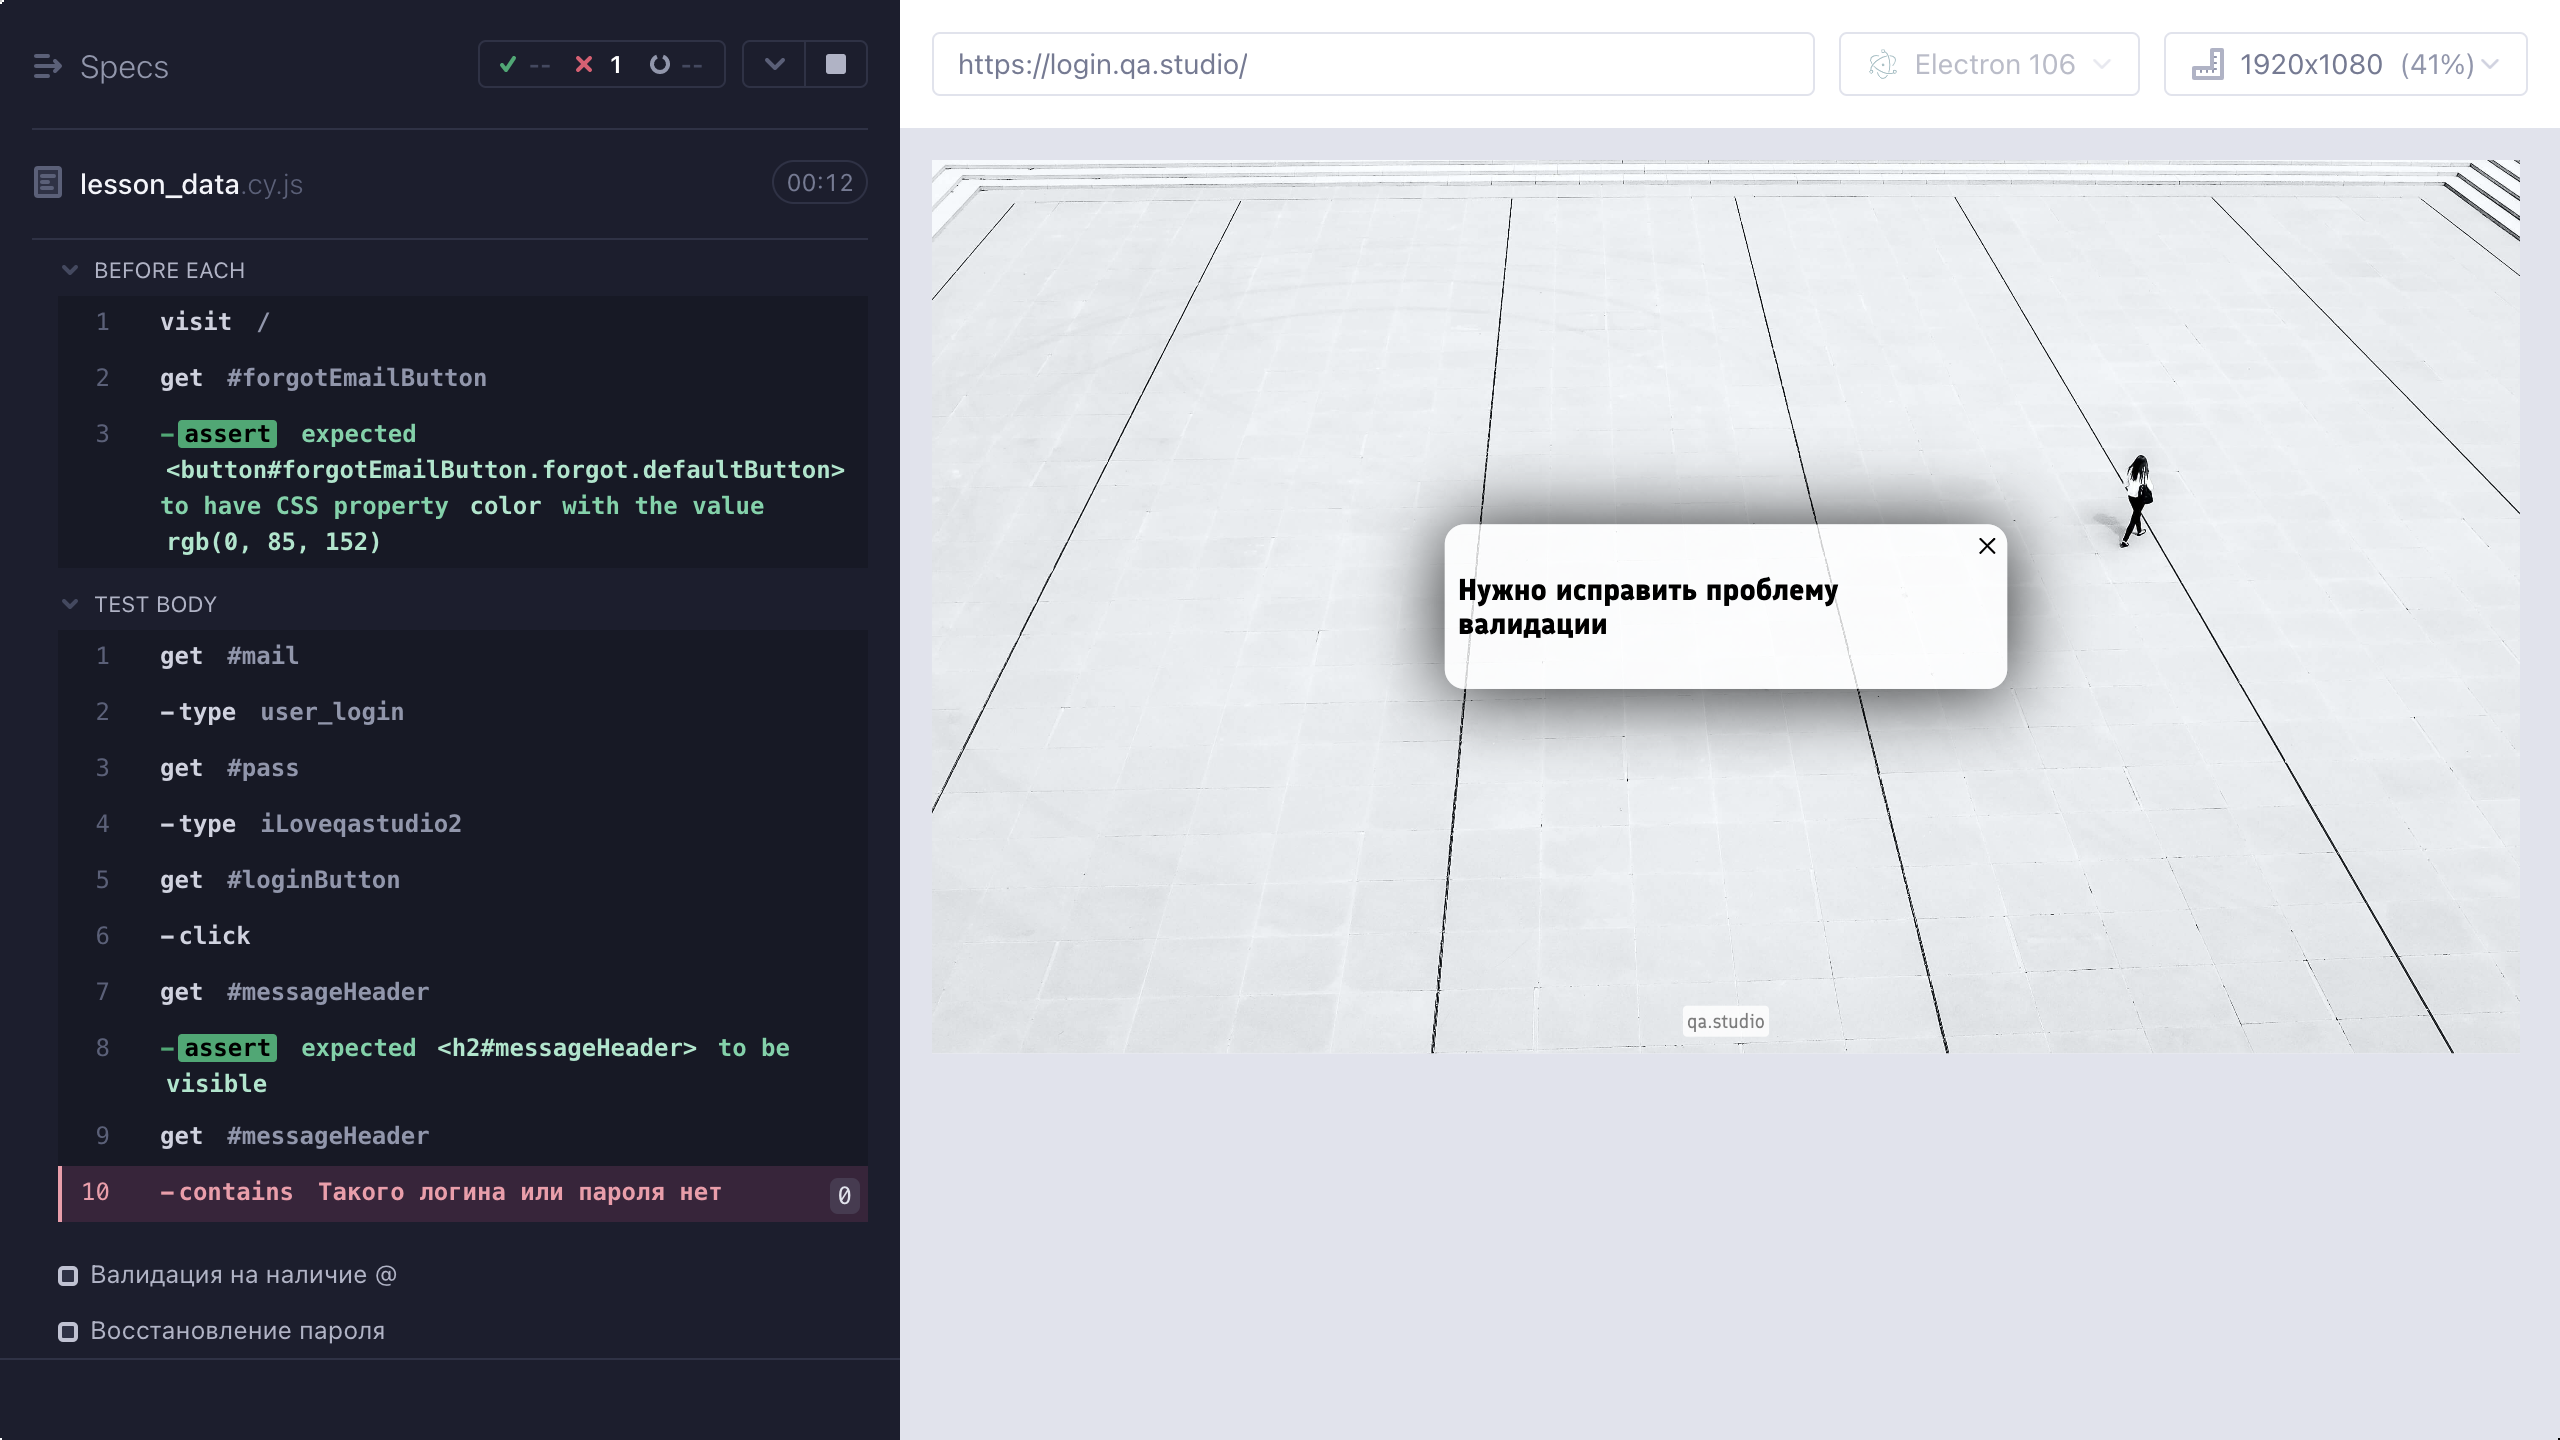 Specs
-- 1 --
https://login.qa.studio/
Electron 106
1920x1080 (41%)
lesson_data.cy.js
00:12
BEFORE EACH
1 visit /
2 get #forgotEmailButton
3 -assert expected
<button#forgotEmailButton.forgot.defaultButton>
to have CSS property color with the value
rgb(0, 85, 152)
TEST BODY
1 get #mail
2 -type user_login
3 get #pass
4 -type iLoveqastudio2
5 get #loginButton
6 -click
7 get #messageHeader
8 -assert expected <h2#messageHeader> to be
visible
9 get #messageHeader
10 -contains Такого логина или пароля нет 0
Валидация на наличие @
Восстановление пароля
Нужно исправить проблему
валидации
qa.studio